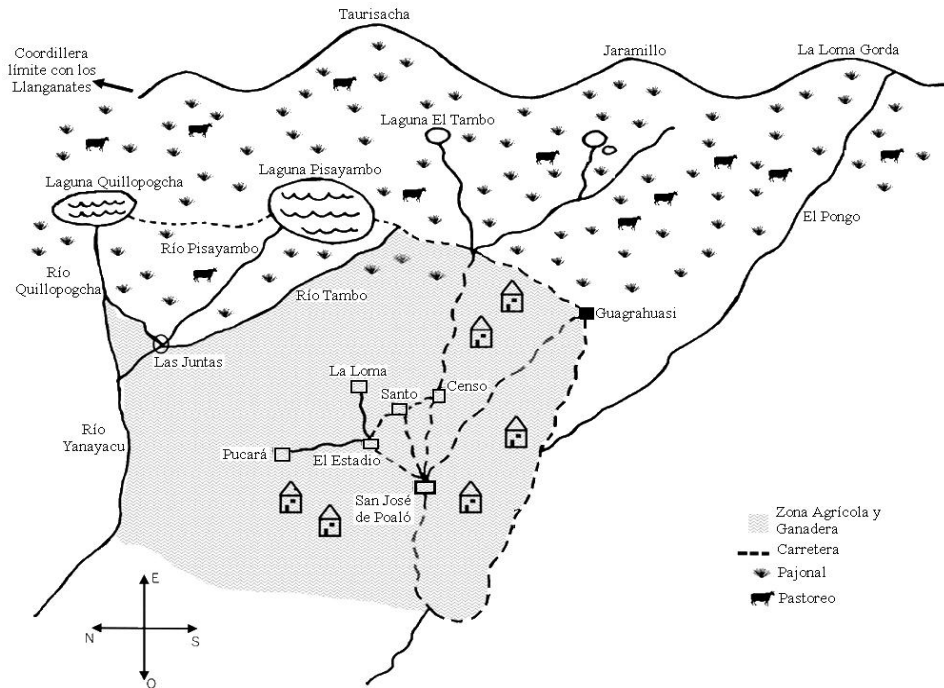 Taurisacha
Coordillera
límite con los
Llanganates
Jaramillo
La Loma Gorda
Laguna El Tambo
Laguna Quillopogcha
Laguna Pisayambo
El Pongo
Río Pisayambo
Río
Quillopogcha
Río Tambo
Guagrahuasi
Las Juntas
La Loma
Santo
Censo
Río
Yanayacu
Pucará
El Estadio
San José
de Poaló
Zona Agrícola y
Ganadera
Carretera
Pajonal
Pastoreo
E
N
S
O